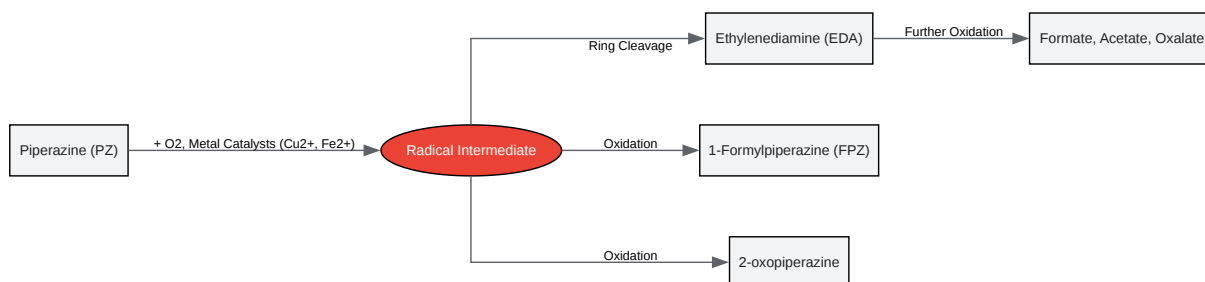 Ethylenediamine (EDA)
Further Oxidation
Formate, Acetate, Oxalate
Ring Cleavage
Piperazine (PZ)
+ O2, Metal Catalysts (Cu2+, Fe2+)
Radical Intermediate
Oxidation
1-Formylpiperazine (FPZ)
Oxidation
2-oxopiperazine